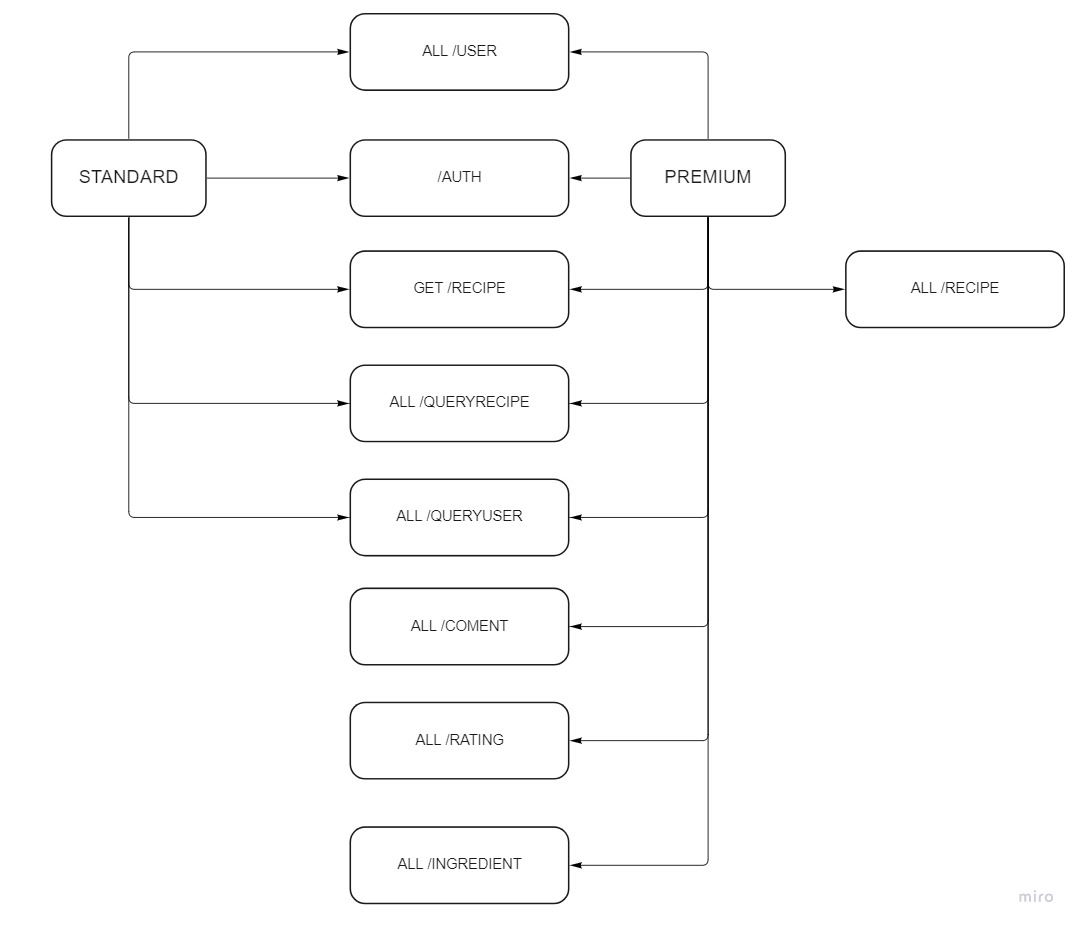 ALL /USER
STANDARD
/AUTH
PREMIUM
GET /RECIPE
ALL /RECIPE
ALL /QUERYRECIPE
ALL /QUERYUSER
ALL /COMENT
ALL /RATING
ALL /INGREDIENT
miro